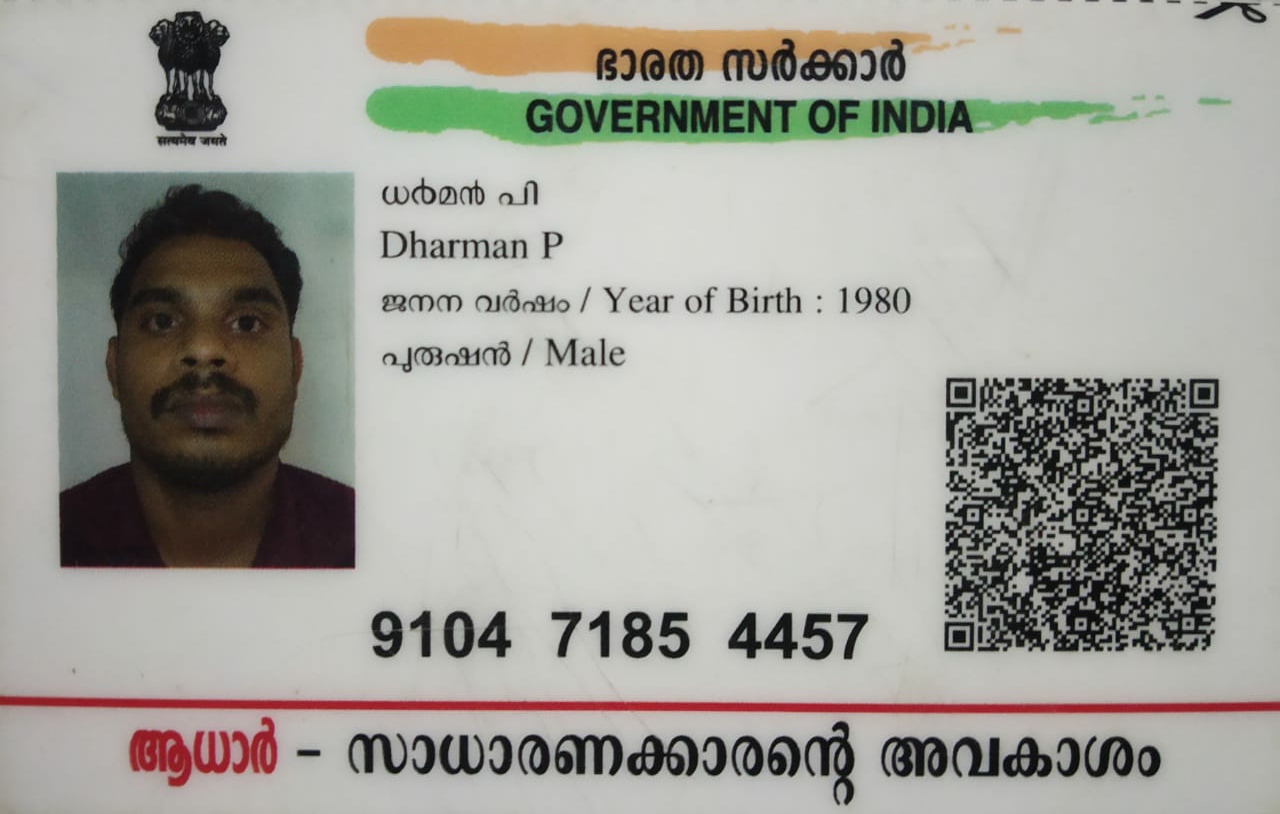 सत्यमेव जयते
ഭാരത സർക്കാർ
GOVERNMENT OF INDIA
ധർമൻ പി
Dharman P
ജനന വർഷം / Year of Birth : 1980
പുരുഷൻ / Male
9104 7185 4457
ആധാർ – സാധാരണക്കാരന്റെ അവകാശം